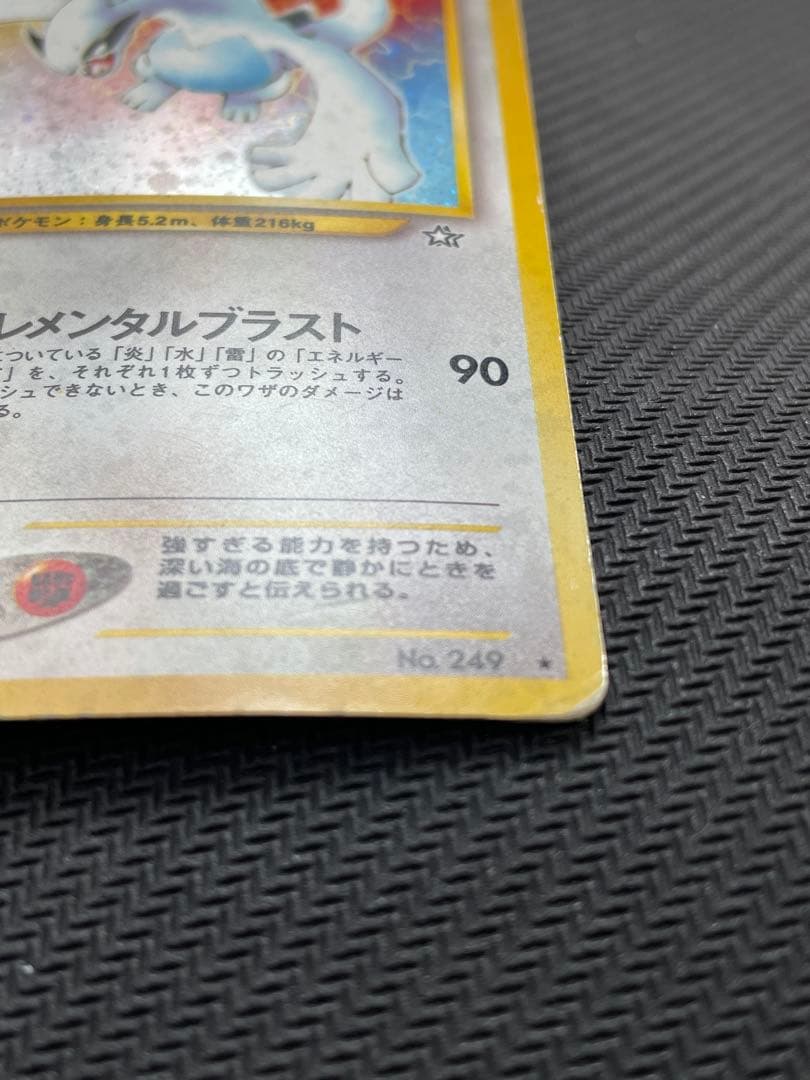 ポケモン：身長5.2m、体重216kg
レメンタルブラスト
ついている「炎」「水」「雷」の「エネルギー
」を、それぞれ1枚ずつトラッシュする。
シュできないとき、このワザのダメージは
る。
90
強すぎる能力を持つため、
深い海の底で静かにときを
過ごすと伝えられる。
No. 249 ★